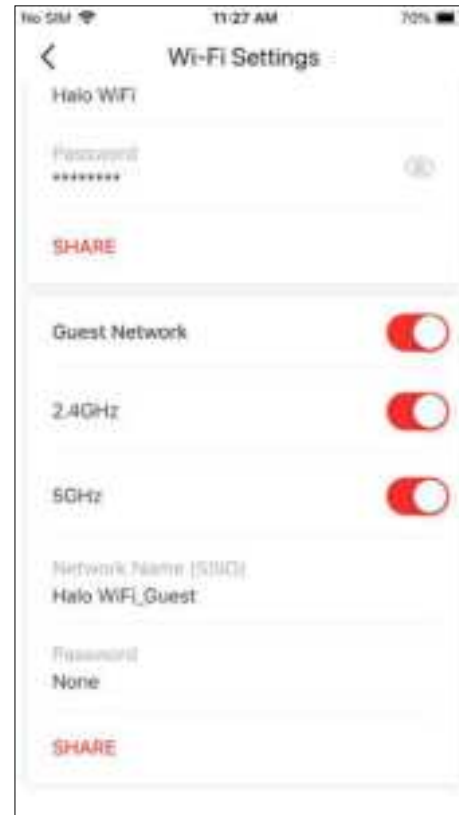 No SIM 11:27 AM 70%
Wi-Fi Settings
Halo WiFi
Password
********
SHARE
Guest Network
2.4GHz
5GHz
Network Name (SSID)
Halo WiFi_Guest
Password
None
SHARE